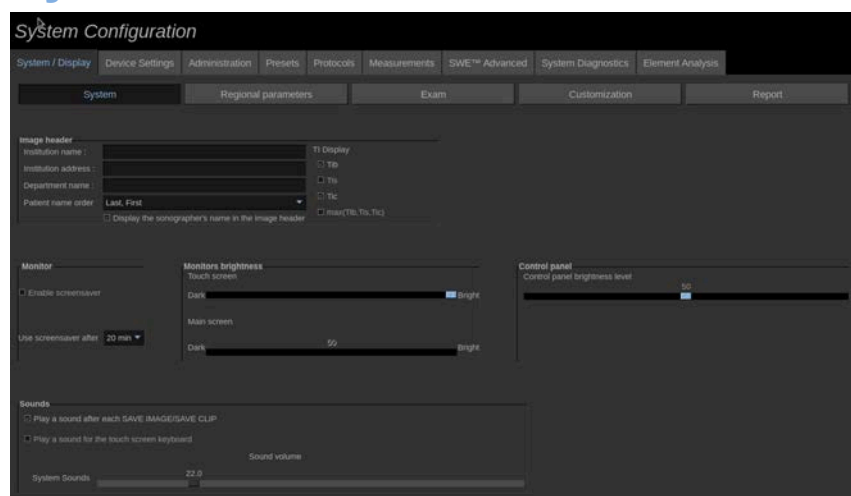 System Configuration
System / Display Device Settings Administration Presets Protocols Measurements SWE™ Advanced System Diagnostics Element Analysis
System Regional parameters Exam Customization Report
Image header
Institution name : TI Display
Institution address : Tib
Department name : Tis
Patient name order Last, First Tic
Display the sonographer's name in the image header max(Tib,Tis,Tic)
Monitor Monitors brightness Control panel
Touch screen Control panel brightness level
50
Enable screensaver Dark Bright
Main screen
Use screensaver after 20 min
50
Dark Bright
Sounds
Play a sound after each SAVE IMAGE/SAVE CLIP
Play a sound for the touch screen keyboard
Sound volume
22.0
System Sounds